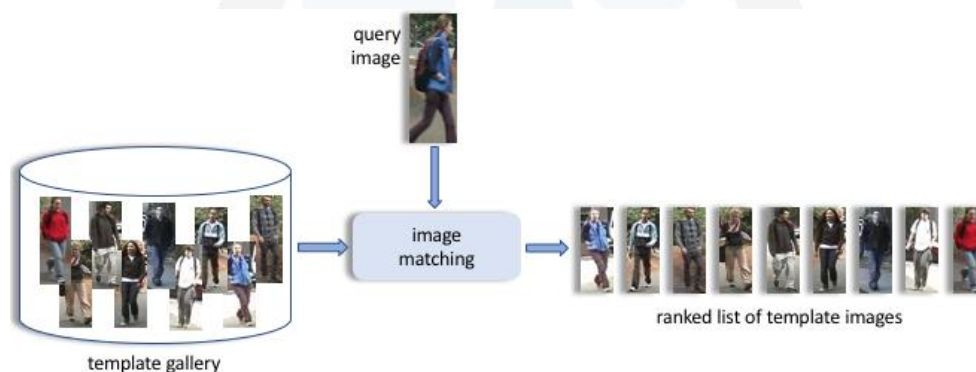 query
image
image
matching
template gallery
ranked list of template images